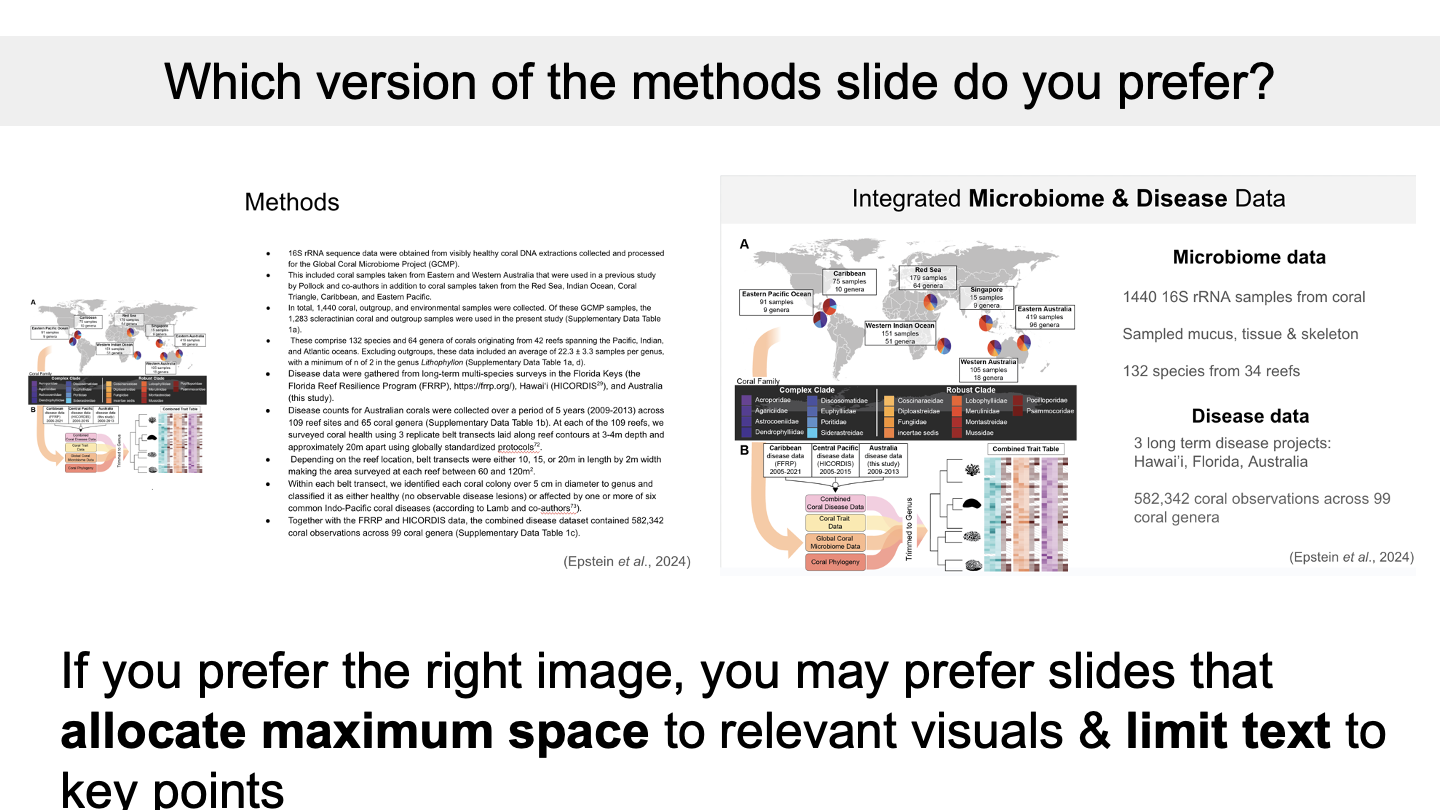 Which version of the methods slide do you prefer?
Methods
• 16S rRNA sequence data were obtained from visibly healthy coral DNA extractions collected and processed
for the Global Coral Microbiome Project (GCMP).
• This included coral samples taken from Eastern and Western Australia that were used in a previous study
by Pollock and co-authors in addition to coral samples taken from the Red Sea, Indian Ocean, Coral
Triangle, Caribbean, and Eastern Pacific.
• In total, 1,440 coral, outgroup, and environmental samples were collected. Of these GCMP samples, the
1,283 scleractinian coral and outgroup samples were used in the present study (Supplementary Data Table
1a).
• These comprise 132 species and 64 genera of corals originating from 42 reefs spanning the Pacific, Indian,
and Atlantic oceans. Excluding outgroups, these data included an average of 22.3 ± 3.3 samples per genus,
with a minimum of n of 2 in the genus Lithophyllon (Supplementary Data Table 1a, d).
• Disease data were gathered from long-term multi-species surveys in the Florida Keys (the
Florida Reef Resilience Program (FRRP), https://frrp.org/), Hawai'i (HICORDIS²⁹), and Australia
(this study).
• Disease counts for Australian corals were collected over a period of 5 years (2009-2013) across
109 reef sites and 65 coral genera (Supplementary Data Table 1b). At each of the 109 reefs, we
surveyed coral health using 3 replicate belt transects laid along reef contours at 3-4m depth and
approximately 20m apart using globally standardized protocols⁷².
• Depending on the reef location, belt transects were either 10, 15, or 20m in length by 2m width
making the area surveyed at each reef between 60 and 120m².
• Within each belt transect, we identified each coral colony over 5 cm in diameter to genus and
classified it as either healthy (no observable disease lesions) or affected by one or more of six
common Indo-Pacific coral diseases (according to Lamb and co-authors⁷³).
• Together with the FRRP and HICORDIS data, the combined disease dataset contained 582,342
coral observations across 99 coral genera (Supplementary Data Table 1c).
(Epstein et al., 2024)
Integrated Microbiome & Disease Data
A
Caribbean
75 samples
10 genera
Red Sea
179 samples
64 genera
Eastern Pacific Ocean
91 samples
9 genera
Singapore
15 samples
9 genera
Eastern Australia
419 samples
96 genera
Western Indian Ocean
151 samples
51 genera
Western Australia
105 samples
18 genera
Coral Family
Complex Clade
Robust Clade
Acroporidae
Agariciidae
Astrocoeniidae
Dendrophylliidae
Discosomatidae
Euphylliidae
Poritidae
Siderastreidae
Coscinaraeidae
Diploastreidae
Fungiidae
incertae sedis
Lobophylliidae
Merulinidae
Montastreidae
Mussidae
Pocilloporidae
Psammocoridae
B
Caribbean
disease data
(FFRP)
2005-2021
Central Pacific
disease data
(HICORDIS)
2005-2015
Australia
disease data
(this study)
2009-2013
Combined Trait Table
Combined
Coral Disease Data
Coral Trait
Data
Global Coral
Microbiome Data
Coral Phylogeny
Trimmed to Genus
Microbiome data
1440 16S rRNA samples from coral
Sampled mucus, tissue & skeleton
132 species from 34 reefs
Disease data
3 long term disease projects:
Hawai'i, Florida, Australia
582,342 coral observations across 99
coral genera
(Epstein et al., 2024)
If you prefer the right image, you may prefer slides that
allocate maximum space to relevant visuals & limit text to
key points